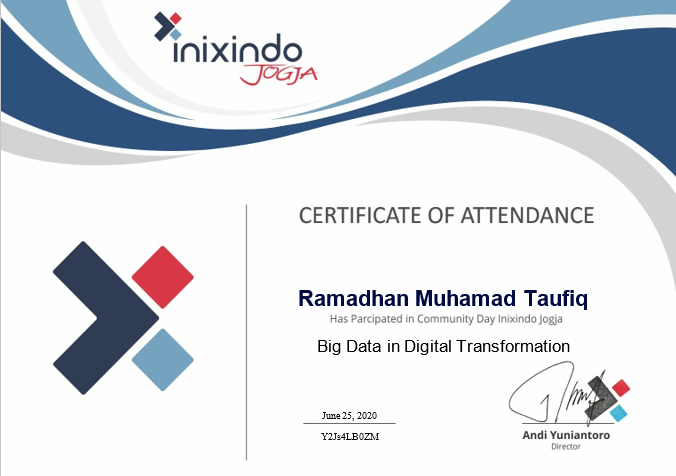 inixindo
JOGJA
CERTIFICATE OF ATTENDANCE
Ramadhan Muhamad Taufiq
Has Parcipated in Community Day Inixindo Jogja
Big Data in Digital Transformation
June 25, 2020
Y2Js4LB0ZM
Andi Yuniantoro
Director